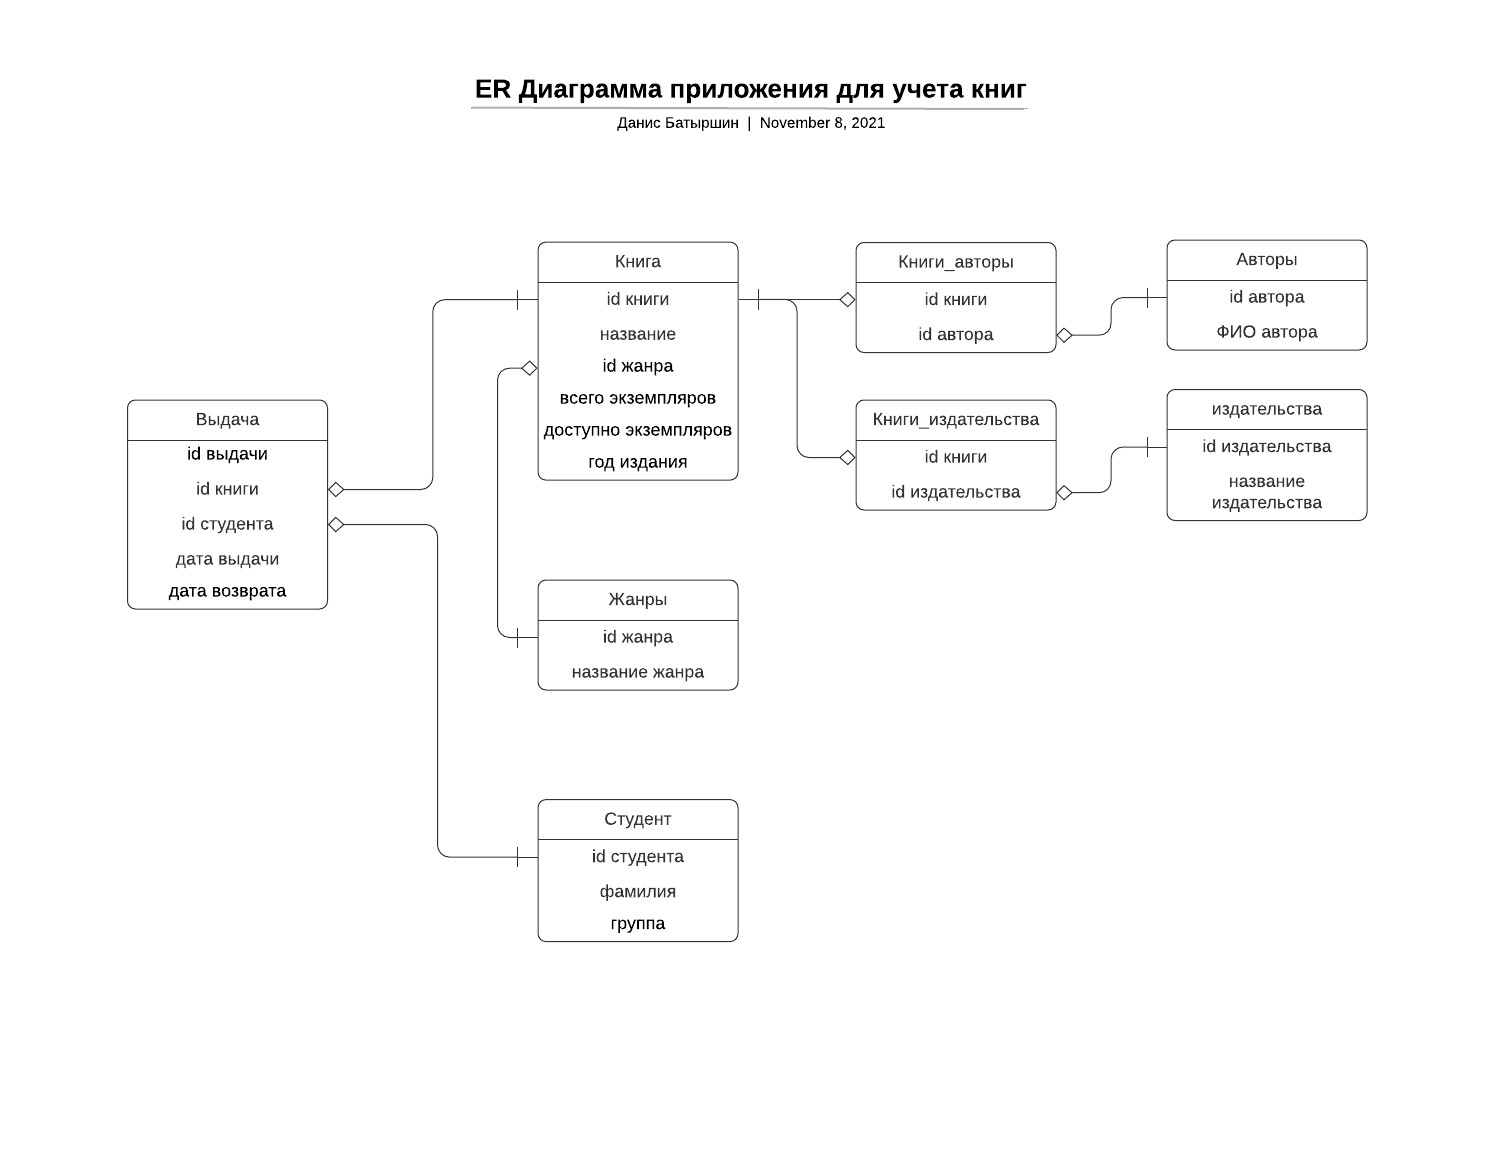 ER Диаграмма приложения для учета книг
Данис Батыршин | November 8, 2021
Книга
id книги
название
id жанра
всего экземпляров
доступно экземпляров
год издания
Книги_авторы
id книги
id автора
Авторы
id автора
ФИО автора
Выдача
id выдачи
id книги
id студента
дата выдачи
дата возврата
Книги_издательства
id книги
id издательства
издательства
id издательства
название
издательства
Жанры
id жанра
название жанра
Студент
id студента
фамилия
группа